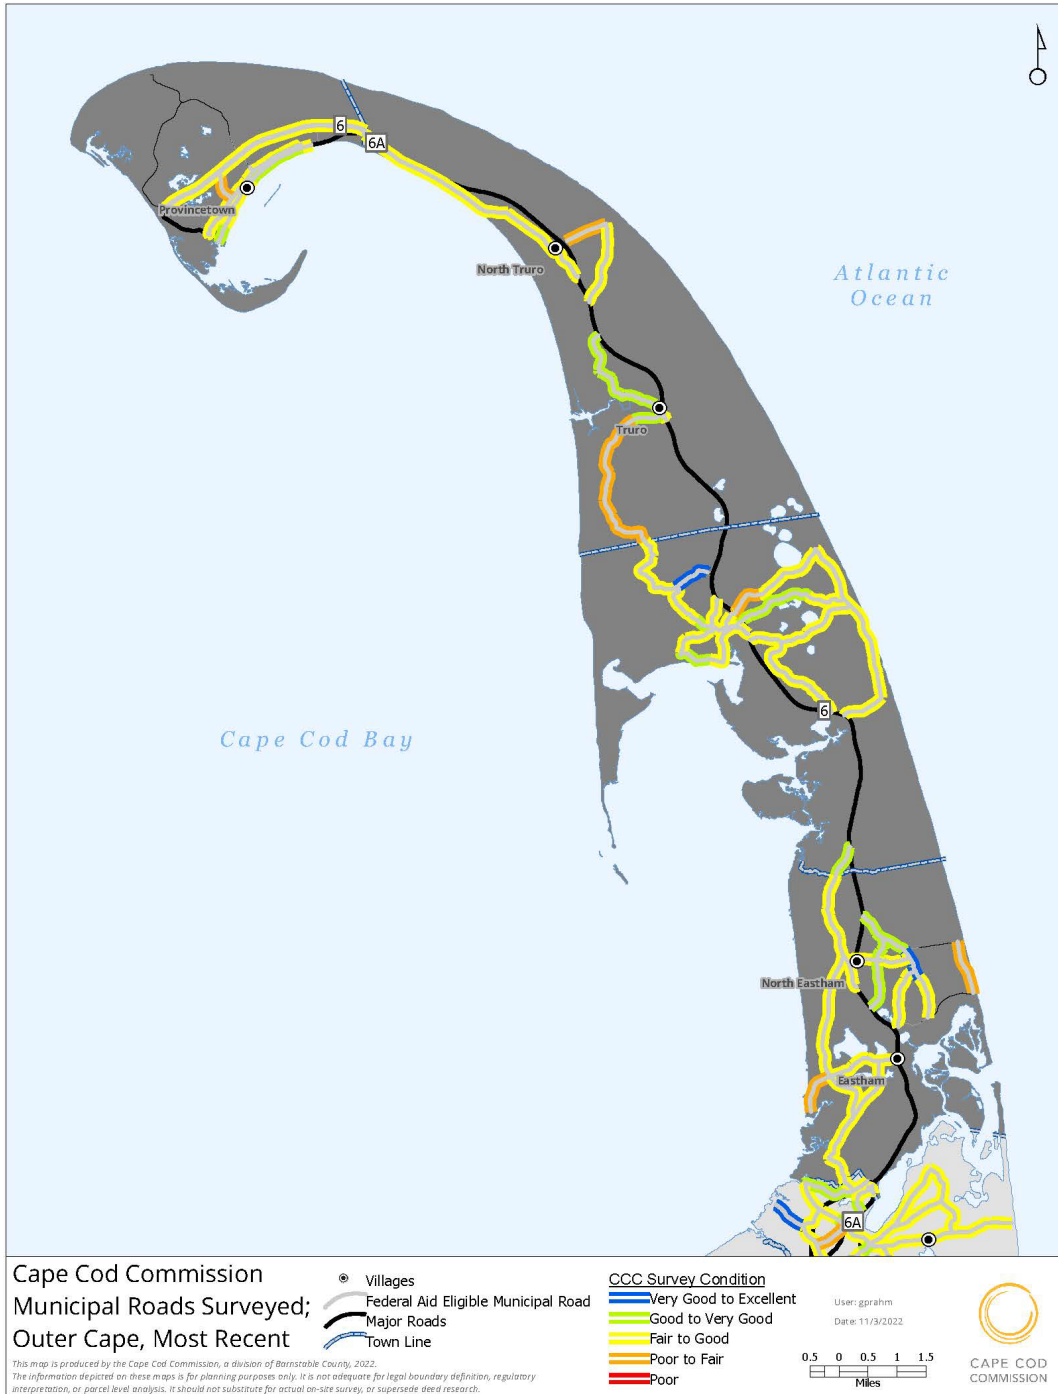 6
6A
Provincetown
North Truro
Atlantic
Ocean
Truro
Cape Cod Bay
6
North Eastham
Eastham
6A
Cape Cod Commission
Municipal Roads Surveyed;
Outer Cape, Most Recent
This map is produced by the Cape Cod Commission, a division of Barnstable County, 2022.
The information depicted on these maps is for planning purposes only. It is not adequate for legal boundary definition, regulatory
interpretation, or parcel level analysis. It should not substitute for actual on-site survey, or supersede deed research.
Villages
Federal Aid Eligible Municipal Road
Major Roads
Town Line
CCC Survey Condition
Very Good to Excellent
Good to Very Good
Fair to Good
Poor to Fair
Poor
User: gprahm
Date: 11/3/2022
0.5 0 0.5 1 1.5
Miles
CAPE COD
COMMISSION